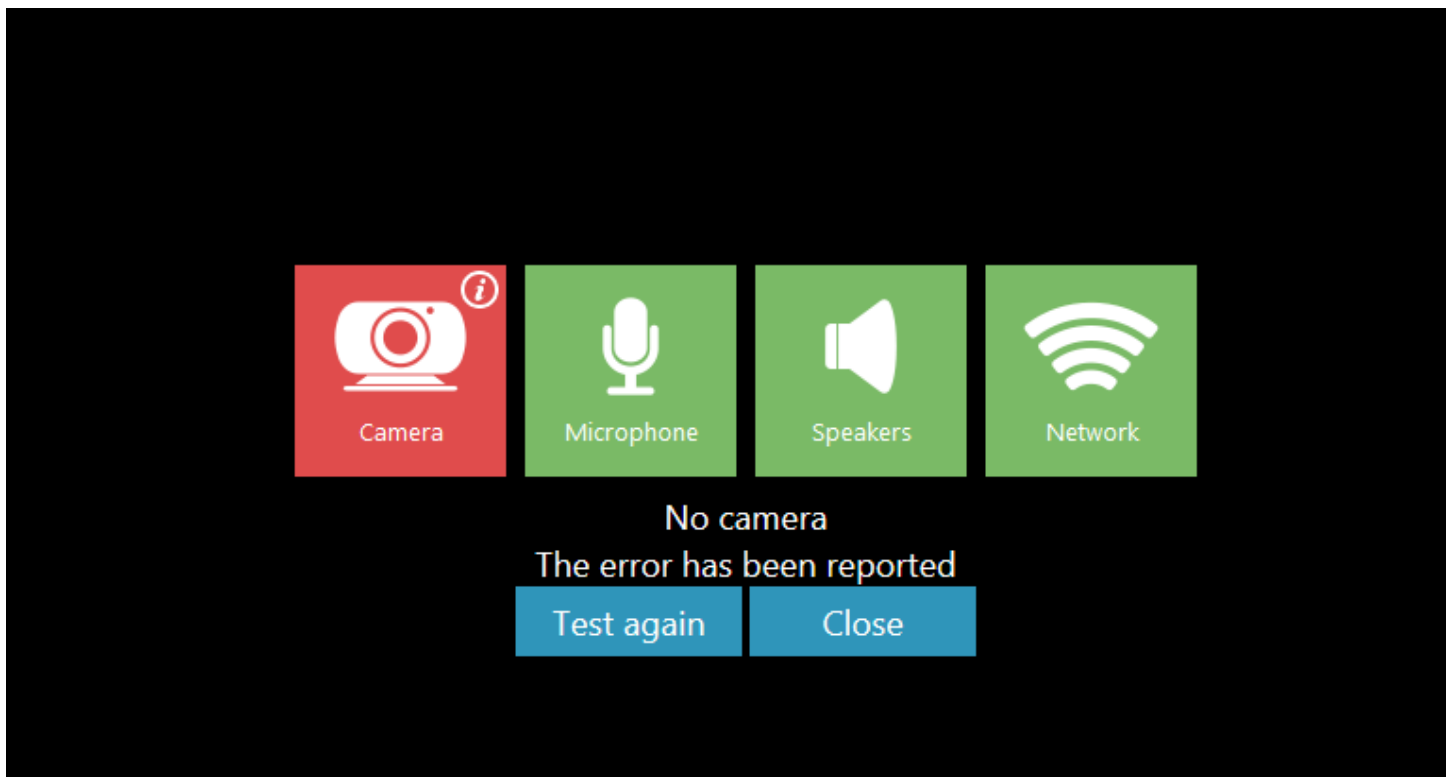 Camera
Microphone
Speakers
Network
No camera
The error has been reported
Test again
Close